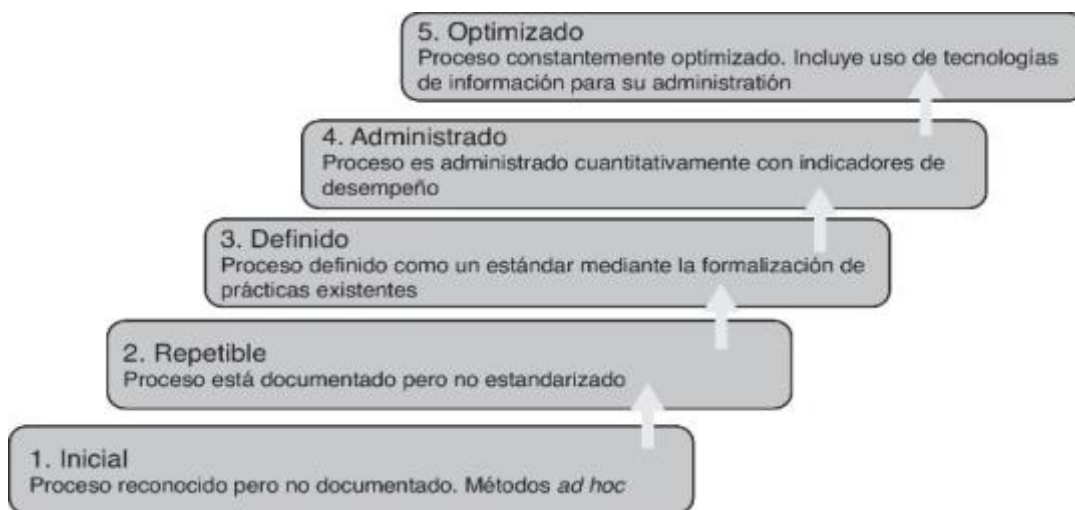 5. Optimizado
Proceso constantemente optimizado. Incluye uso de tecnologías
de información para su administratión
4. Administrado
Proceso es administrado cuantitativamente con indicadores de
desempeño
3. Definido
Proceso definido como un estándar mediante la formalización de
prácticas existentes
2. Repetible
Proceso está documentado pero no estandarizado
1. Inicial
Proceso reconocido pero no documentado. Métodos ad hoc